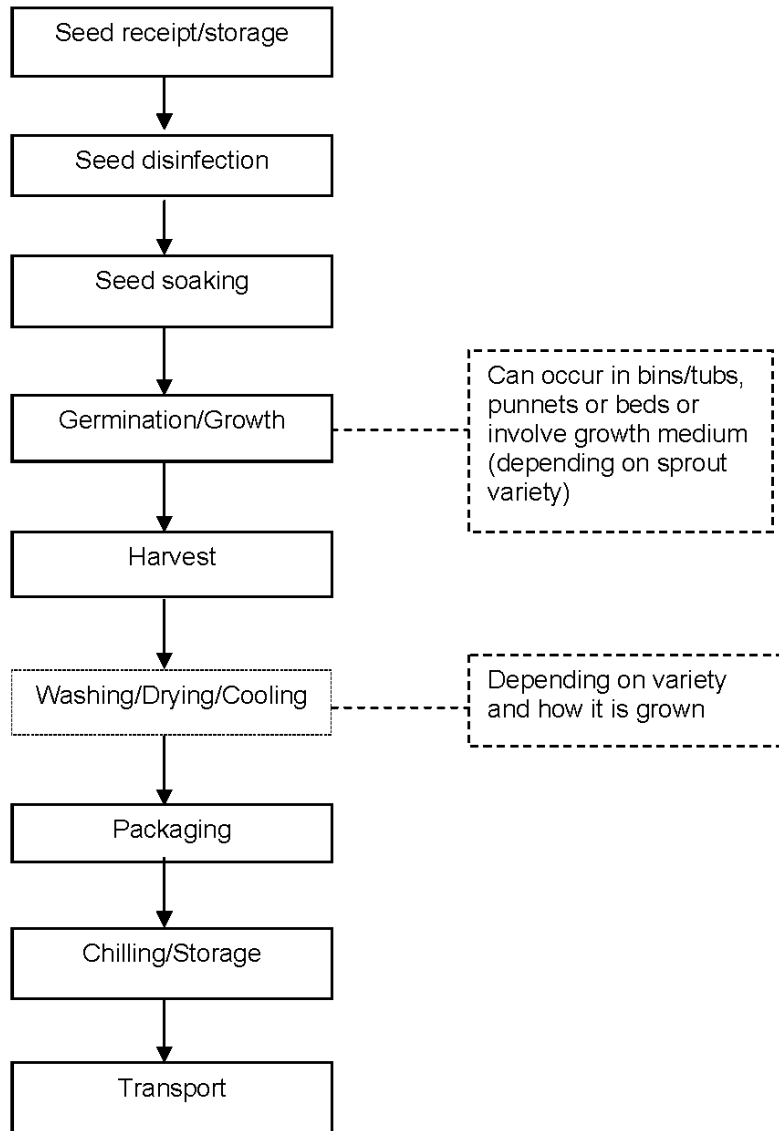 Seed receipt/storage
Seed disinfection
Seed soaking
Germination/Growth
Can occur in bins/tubs,
punnets or beds or
involve growth medium
(depending on sprout
variety)
Harvest
Washing/Drying/Cooling
Depending on variety
and how it is grown
Packaging
Chilling/Storage
Transport